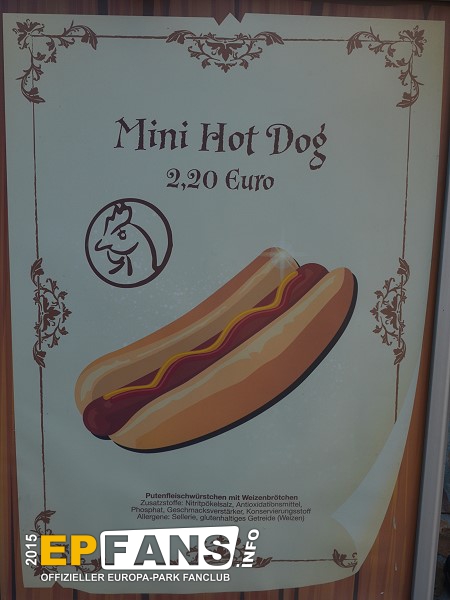 Mini Hot Dog
2,20 Euro
Putenfleischwürstchen mit Weizenbrötchen
Zusatzstoffe: Nitritpökelsalz, Antioxidationsmittel,
Phosphat, Geschmacksverstärker, Konservierungsstoff
Allergene: Sellerie, glutenhaltiges Getreide (Weizen)
2015
EPFANS.INFO
OFFIZIELLER EUROPA-PARK FANCLUB